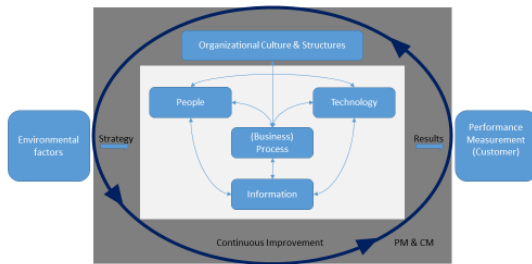 Organizational Culture & Structures
People
Technology
Environmental
factors
Strategy
(Business)
Process
Results
Performance
Measurement
(Customer)
Information
Continuous Improvement
PM & CM